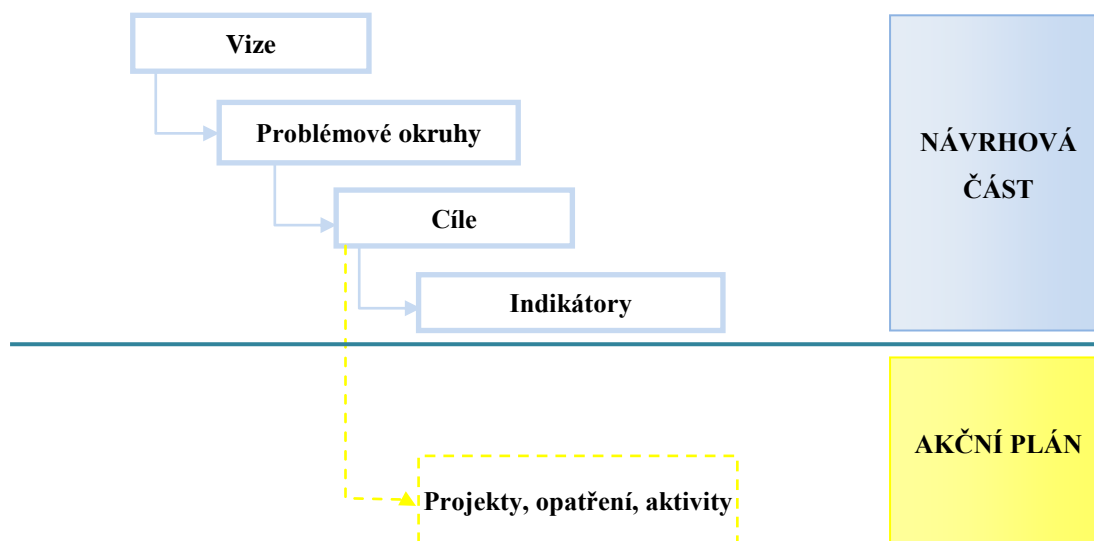 Vize
Problémové okruhy
Cíle
Indikátory
NÁVRHOVÁ
ČÁST
AKČNÍ PLÁN
Projekty, opatření, aktivity